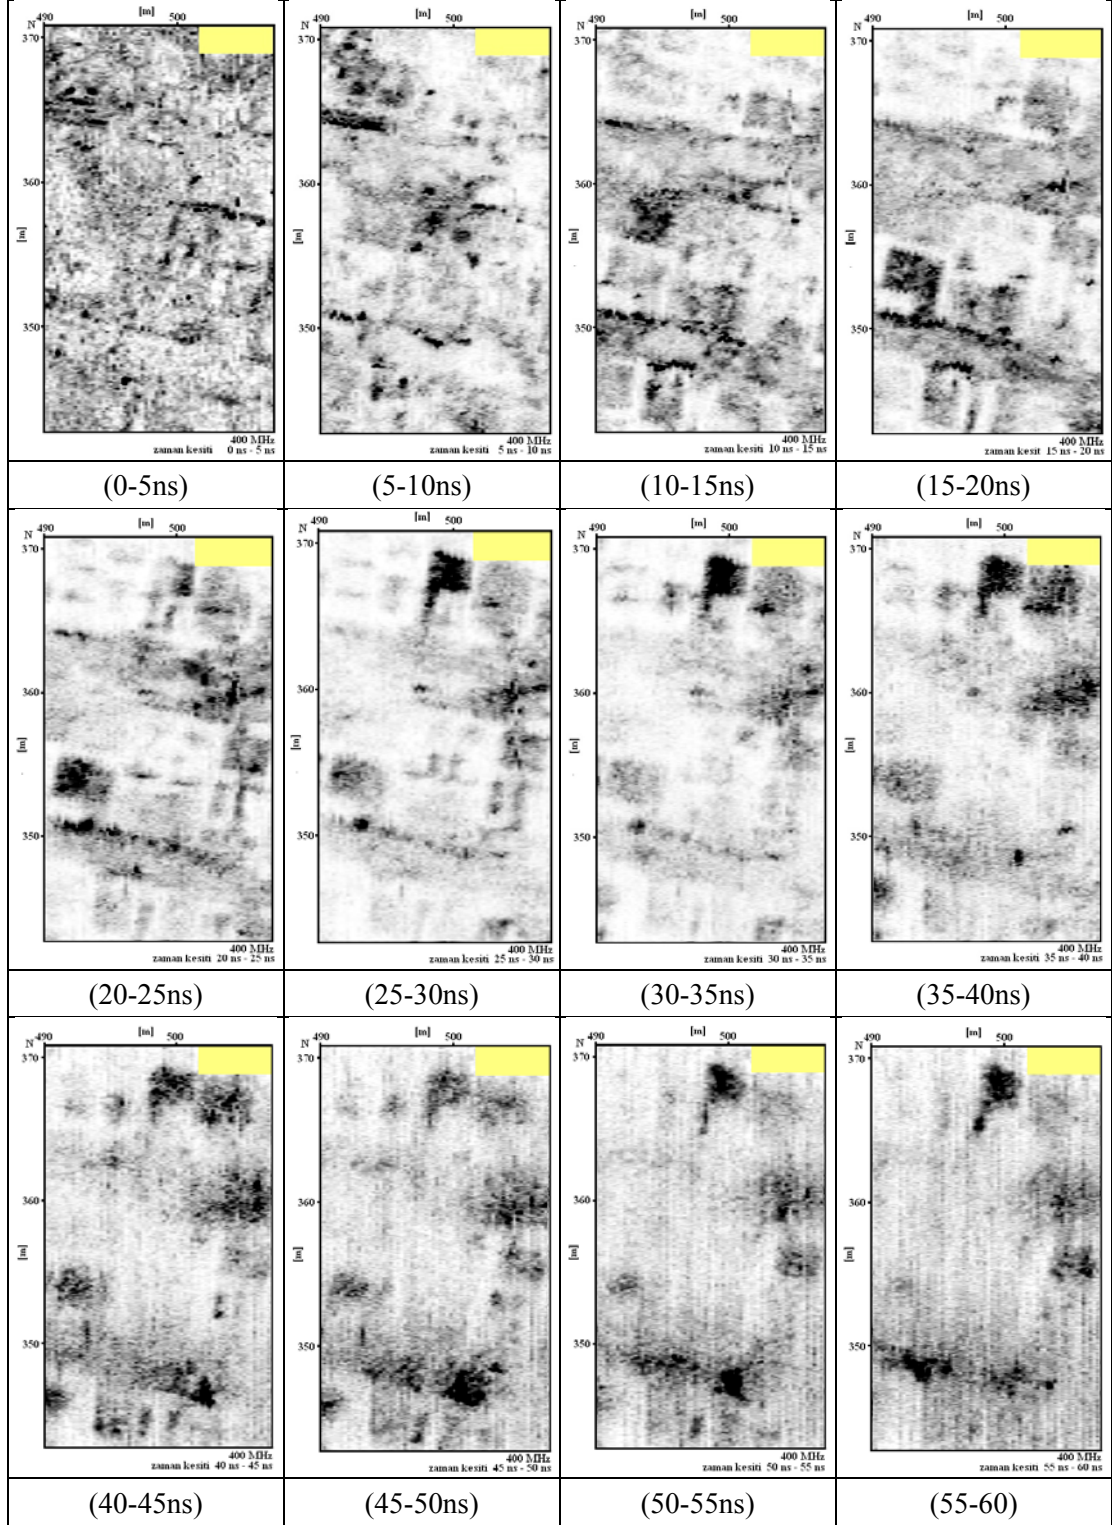 490 [m] 500
N
370
360
[m]
350
400 MHz
zaman kesiti 0 ns - 5 ns
(0-5ns)
490 [m] 500
N
370
360
[m]
350
400 MHz
zaman kesiti 5 ns - 10 ns
(5-10ns)
490 [m] 500
N
370
360
[m]
350
400 MHz
zaman kesiti 10 ns - 15 ns
(10-15ns)
490 [m] 500
N
370
360
[m]
350
400 MHz
zaman kesit 15 ns - 20 ns
(15-20ns)
490 [m] 500
N
370
360
[m]
350
400 MHz
zaman kesiti 20 ns - 25 ns
(20-25ns)
490 [m] 500
N
370
360
[m]
350
400 MHz
zaman kesiti 25 ns - 30 ns
(25-30ns)
490 [m] 500
N
370
360
[m]
350
400 MHz
zaman kesiti 30 ns - 35 ns
(30-35ns)
490 [m] 500
N
370
360
[m]
350
400 MHz
zaman kesiti 35 ns - 40 ns
(35-40ns)
490 [m] 500
N
370
360
[m]
350
400 MHz
zaman kesiti 40 ns - 45 ns
(40-45ns)
490 [m] 500
N
370
360
[m]
350
400 MHz
zaman kesiti 45 ns - 50 ns
(45-50ns)
490 [m] 500
N
370
360
[m]
350
400 MHz
zaman kesiti 50 ns - 55 ns
(50-55ns)
490 [m] 500
N
370
360
[m]
350
400 MHz
zaman kesiti 55 ns - 60 ns
(55-60)